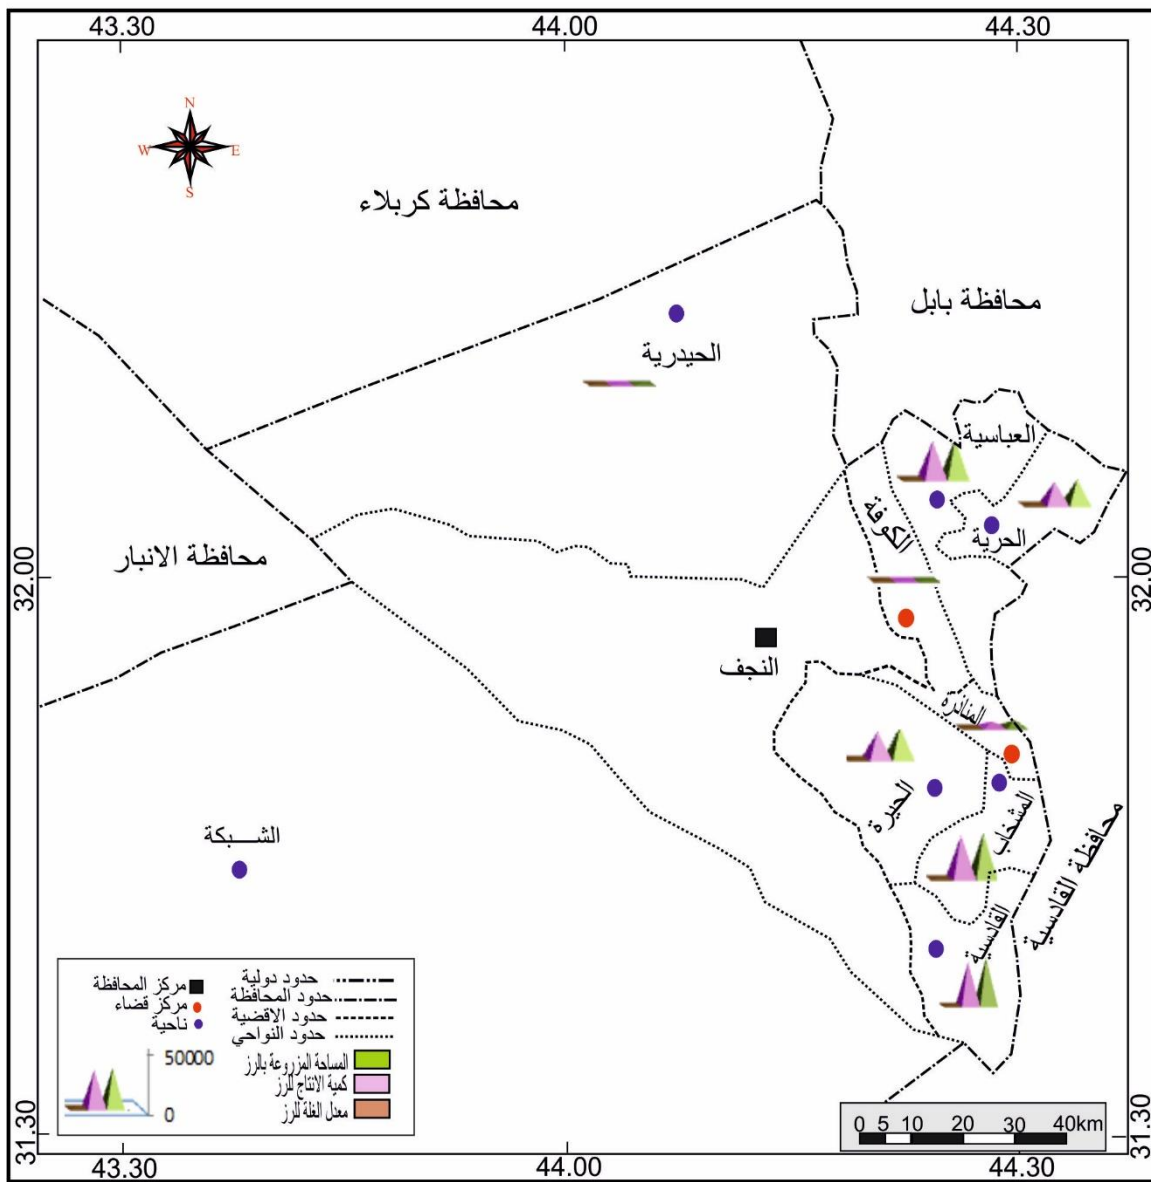 43.30
44.00
44.30
N
W
E
S
محافظة كربلاء
محافظة بابل
الحيدرية
العباسية
الكوفة
الحرية
محافظة الانبار
32.00
32.00
النجف
المناذرة
الحيرة
المشخاب
محافظة القادسية
الشبكة
القادسية
حدود دولية
حدود المحافظة
حدود الاقضية
حدود النواحي
مركز المحافظة
مركز قضاء
ناحية
المساحة المزروعة بالرز
كمية الانتاج للرز
معدل الغلة للرز
50000
0
0 5 10 20 30 40km
31.30
31.30
43.30
44.00
44.30